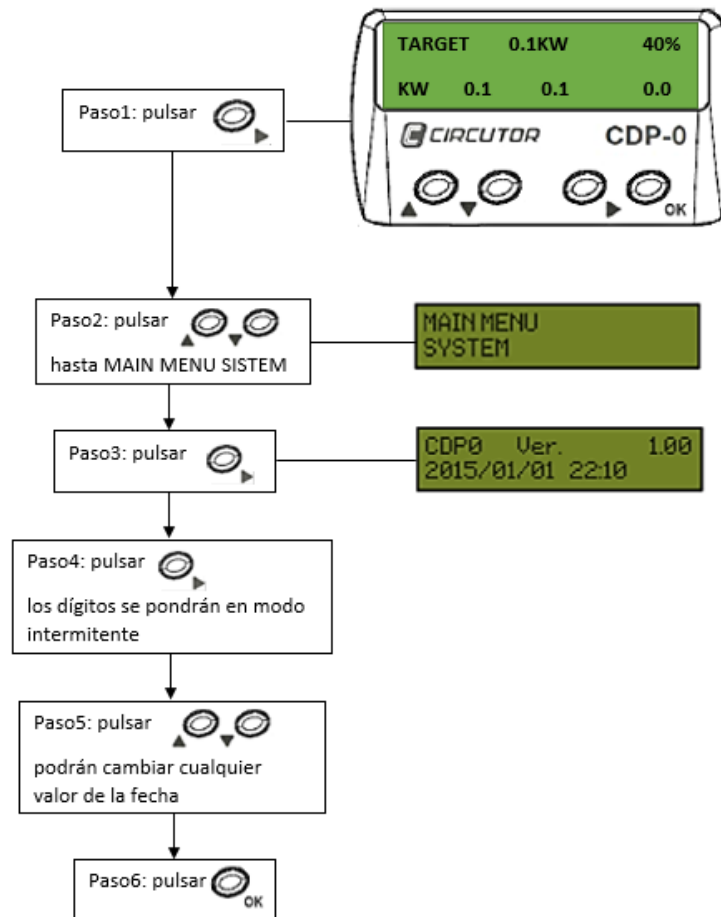 TARGET 0.1KW 40%
KW 0.1 0.1 0.0
CIRCUTOR CDP-0
OK
Paso1: pulsar
Paso2: pulsar
hasta MAIN MENU SISTEM
MAIN MENU
SYSTEM
Paso3: pulsar
CDP0 Ver. 1.00
2015/01/01 22:10
Paso4: pulsar
los dígitos se pondrán en modo
intermitente
Paso5: pulsar
podrán cambiar cualquier
valor de la fecha
Paso6: pulsar
OK